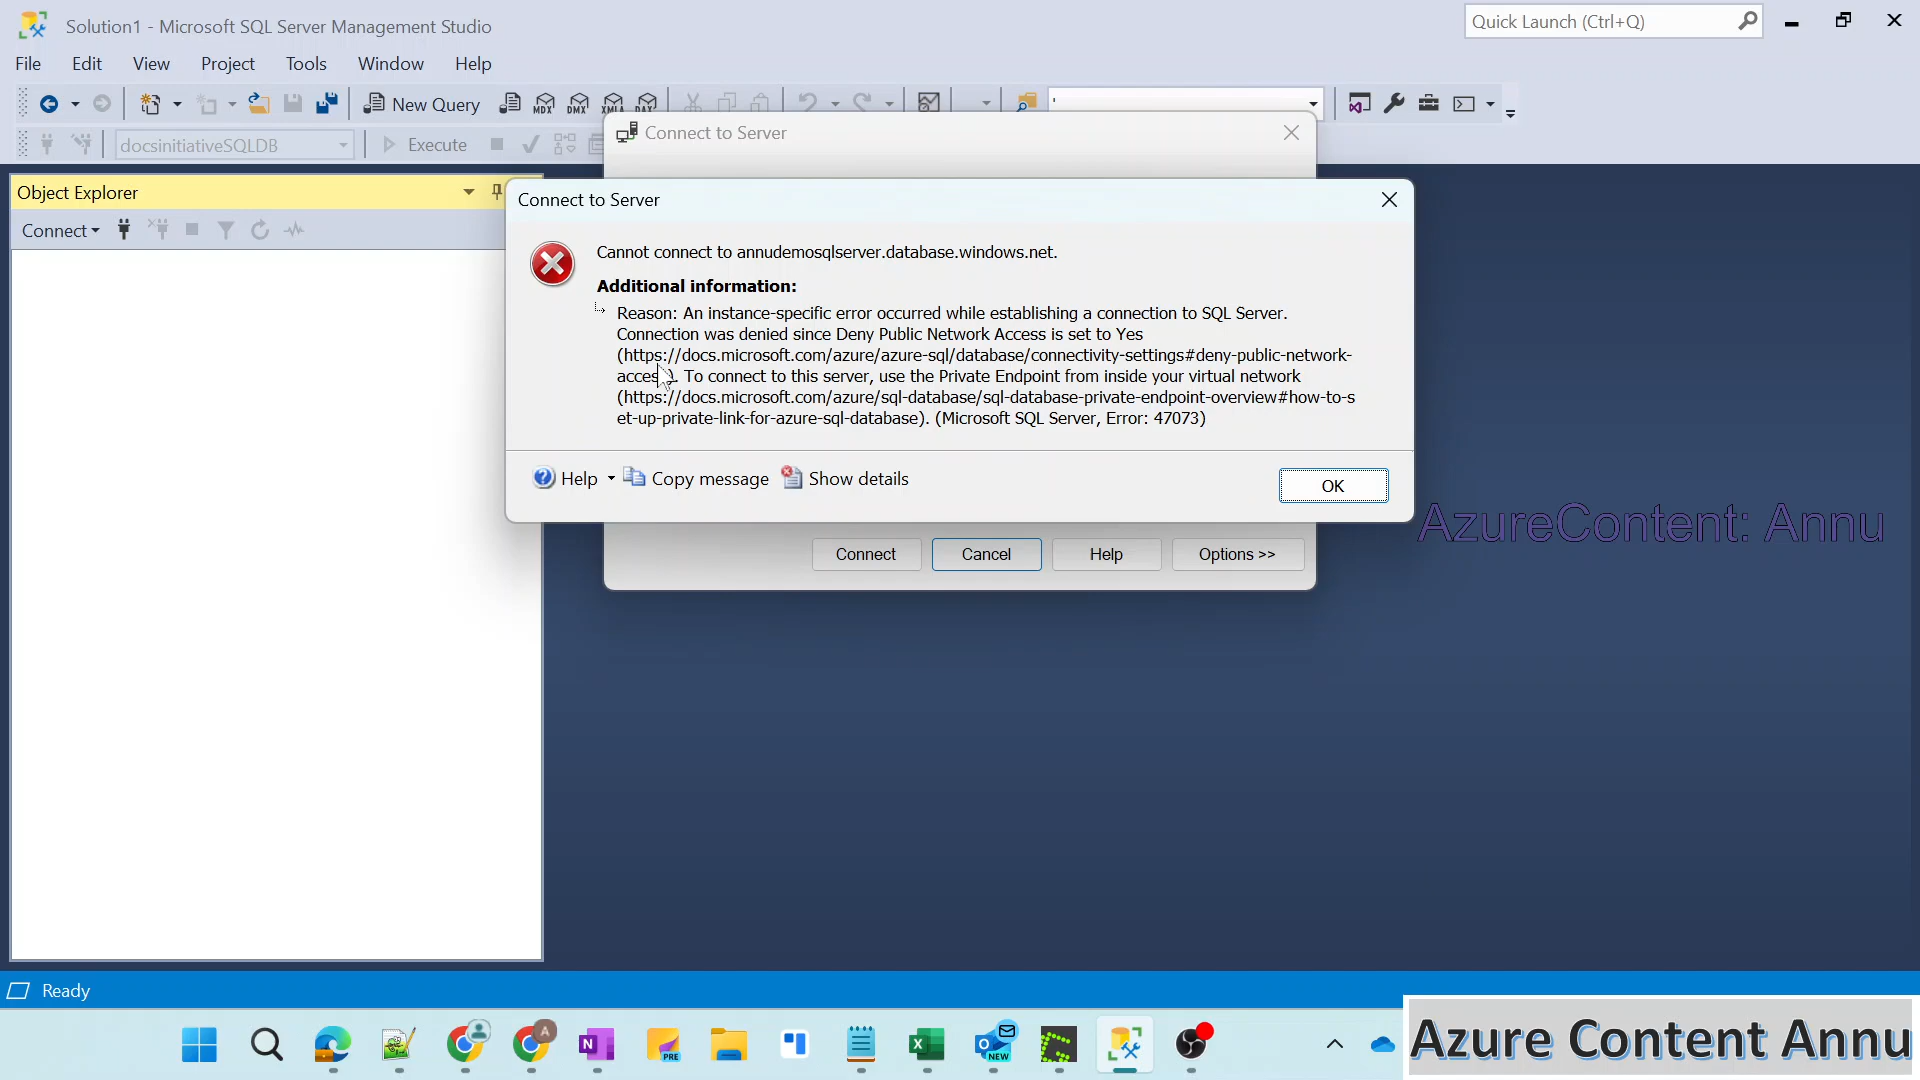 Solution1 - Microsoft SQL Server Management Studio
Quick Launch (Ctrl+Q)
File Edit View Project Tools Window Help
New Query MDX DMX XMLA DAX '
docsinitiativeSQLDB Execute
Connect to Server
Object Explorer
Connect
Connect to Server
Cannot connect to annudemosqlserver.database.windows.net.
Additional information:
Reason: An instance-specific error occurred while establishing a connection to SQL Server.
Connection was denied since Deny Public Network Access is set to Yes
(https://docs.microsoft.com/azure/azure-sql/database/connectivity-settings#deny-public-network-
access). To connect to this server, use the Private Endpoint from inside your virtual network
(https://docs.microsoft.com/azure/sql-database/sql-database-private-endpoint-overview#how-to-s
et-up-private-link-for-azure-sql-database). (Microsoft SQL Server, Error: 47073)
Help Copy message Show details OK
AzureContent: Annu
Connect Cancel Help Options >>
Ready
A PRE N NEW
Azure Content Annu